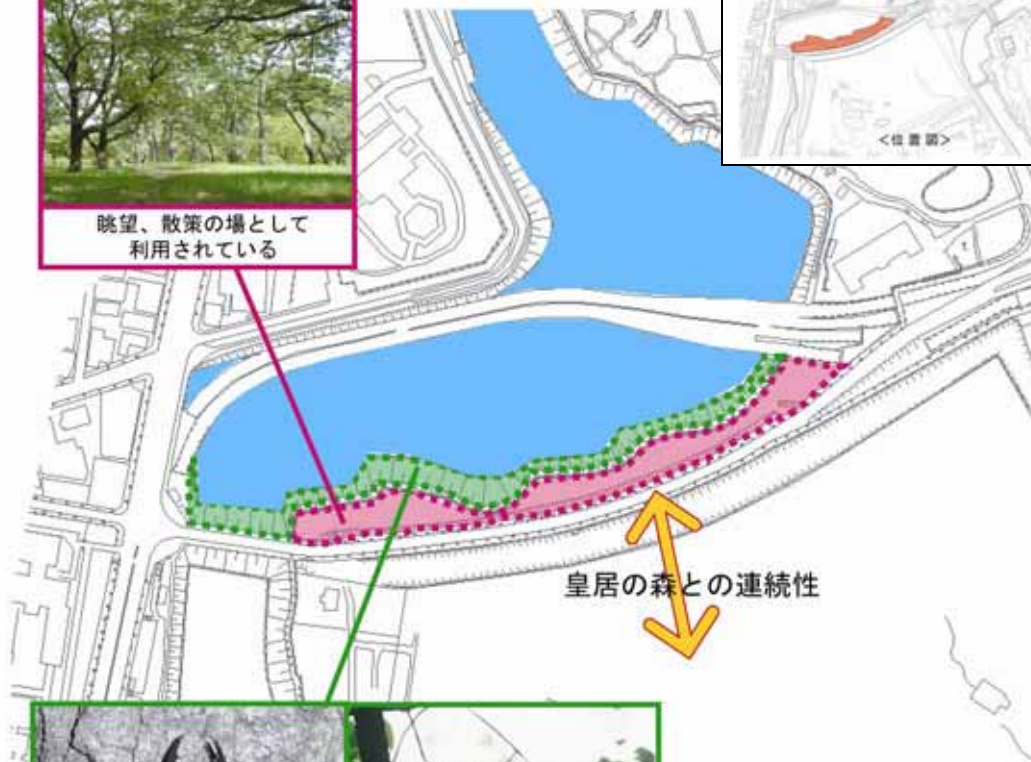 <位置図>
眺望、散策の場として
利用されている
皇居の森との連続性